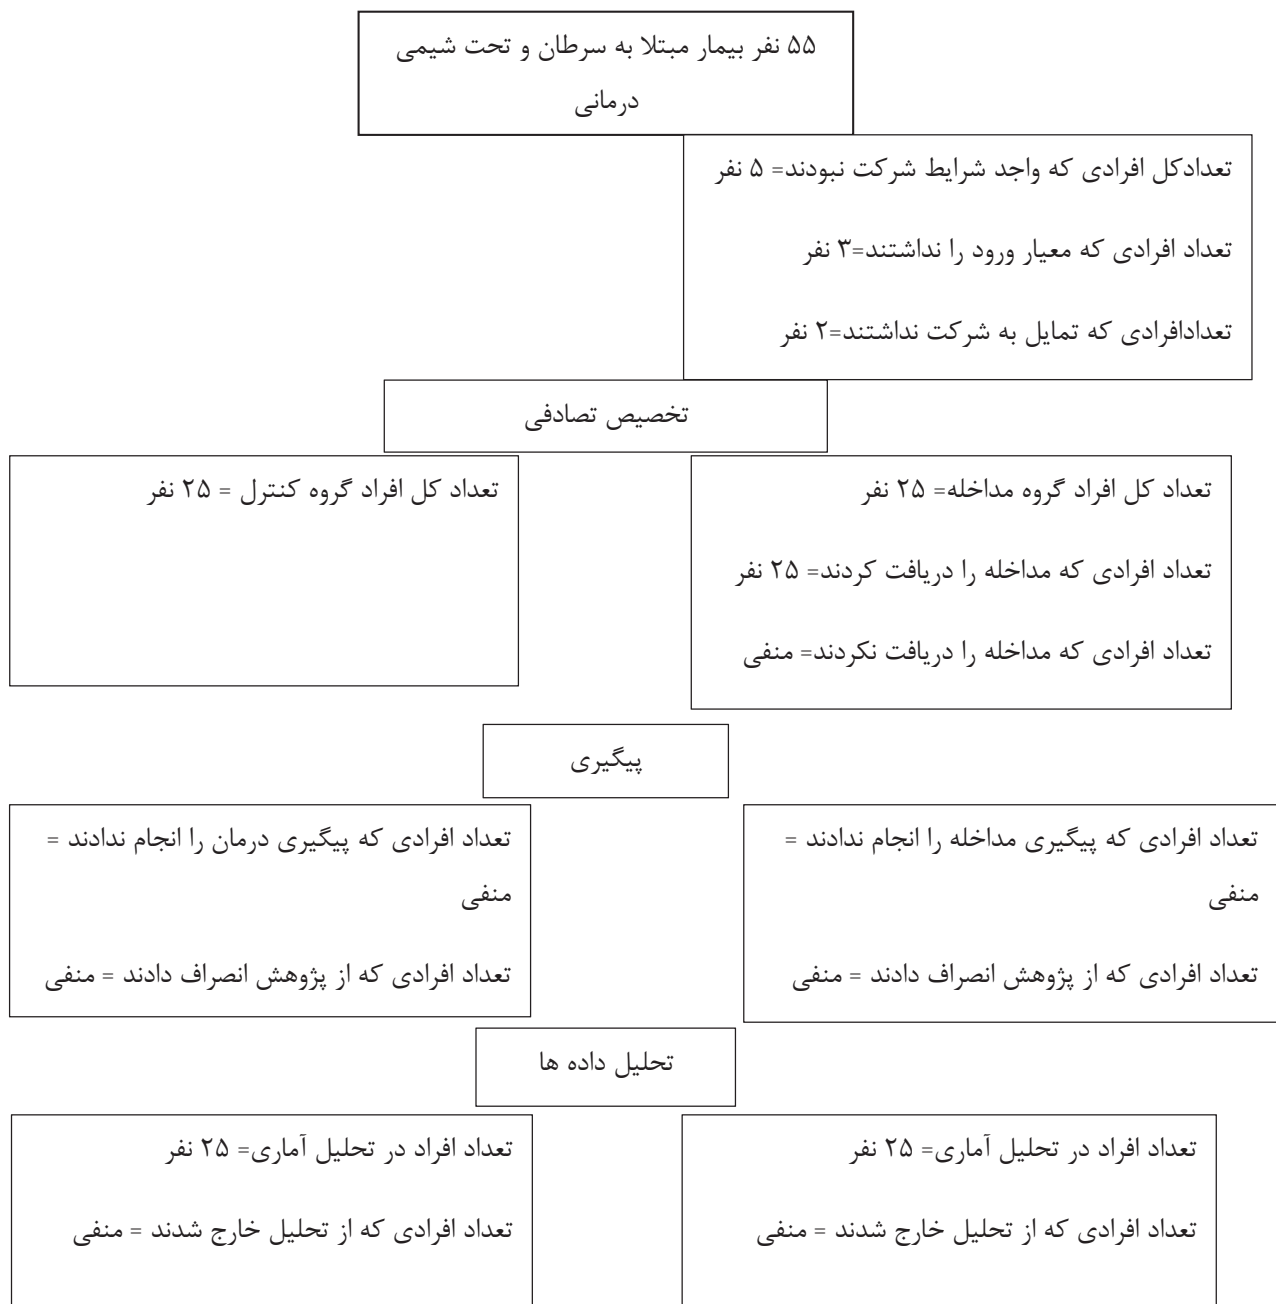 ۵۵ نفر بیمار مبتلا به سرطان و تحت شیمی
درمانی
تعدادکل افرادی که واجد شرایط شرکت نبودند= ۵ نفر
تعداد افرادی که معیار ورود را نداشتند=۳ نفر
تعدادافرادی که تمایل به شرکت نداشتند=۲ نفر
تخصیص تصادفی
تعداد کل افراد گروه مداخله= ۲۵ نفر
تعداد افرادی که مداخله را دریافت کردند= ۲۵ نفر
تعداد افرادی که مداخله را دریافت نکردند= منفی
تعداد کل افراد گروه کنترل = ۲۵ نفر
پیگیری
تعداد افرادی که پیگیری مداخله را انجام ندادند =
منفی
تعداد افرادی که از پژوهش انصراف دادند = منفی
تعداد افرادی که پیگیری درمان را انجام ندادند =
منفی
تعداد افرادی که از پژوهش انصراف دادند = منفی
تحلیل داده ها
تعداد افراد در تحلیل آماری= ۲۵ نفر
تعداد افرادی که از تحلیل خارج شدند = منفی
تعداد افراد در تحلیل آماری= ۲۵ نفر
تعداد افرادی که از تحلیل خارج شدند = منفی